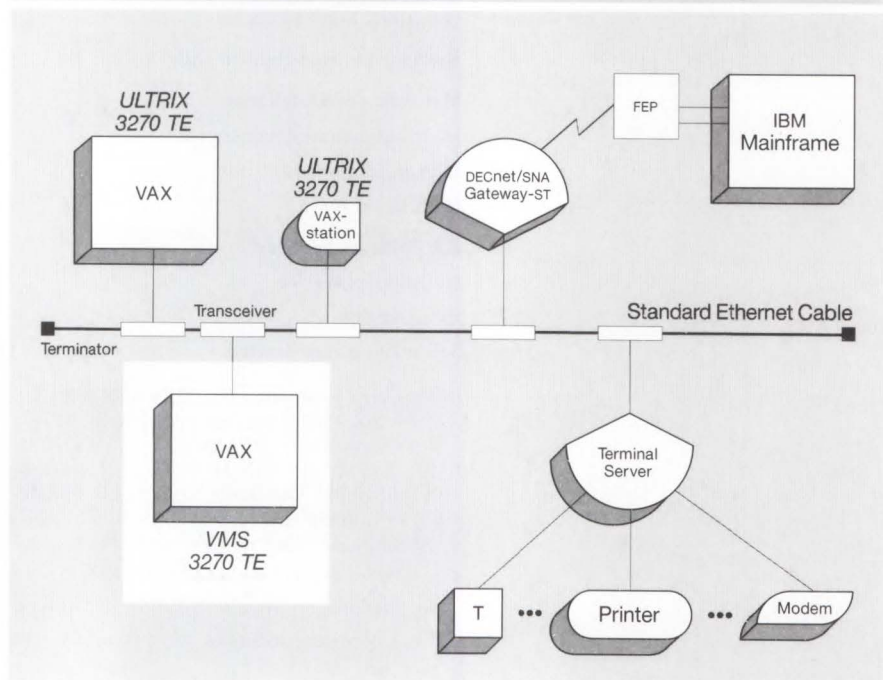 ULTRIX
3270 TE
VAX
ULTRIX
3270 TE
VAX-
station
DECnet/SNA
Gateway-ST
FEP
IBM
Mainframe
Transceiver
Standard Ethernet Cable
Terminator
VAX
VMS
3270 TE
Terminal
Server
T
•••
Printer
•••
Modem